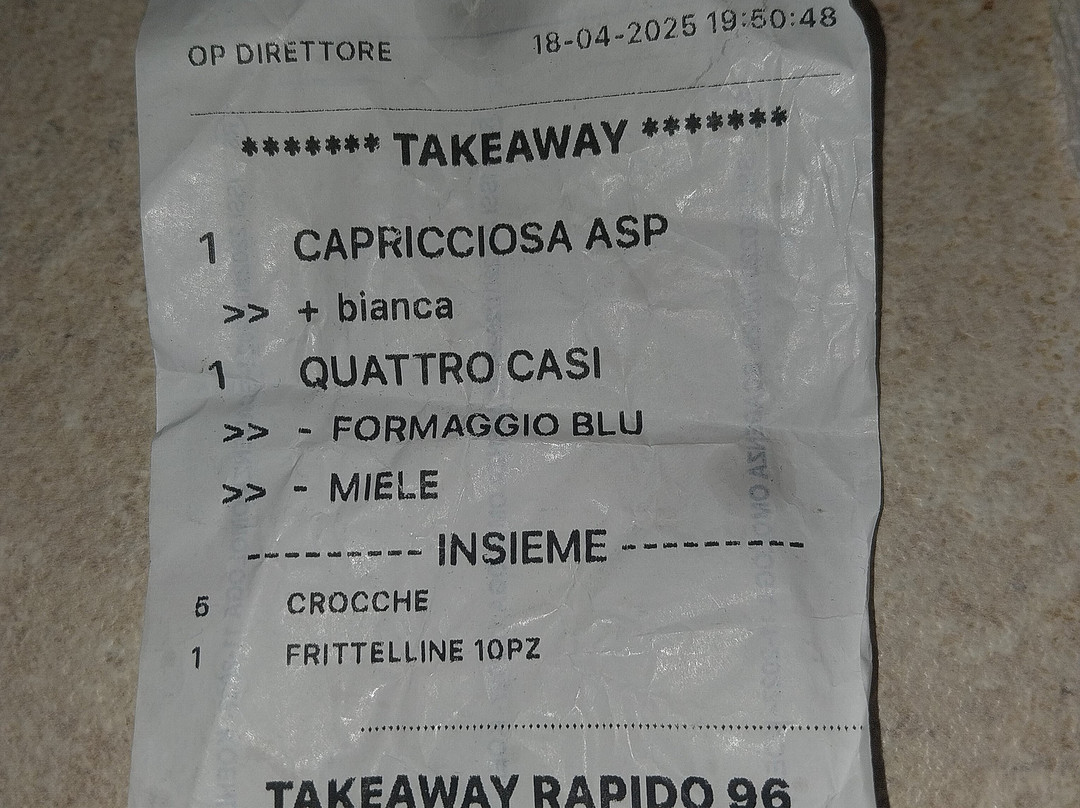 OP DIRETTORE 18-04-2025 19:50:48
******* TAKEAWAY *******
1 CAPRICCIOSA ASP
>> + bianca
1 QUATTRO CASI
>> - FORMAGGIO BLU
>> - MIELE
--------- INSIEME ---------
6 CROCCHE
1 FRITTELLINE 10PZ
TAKEAWAY RAPIDO 96